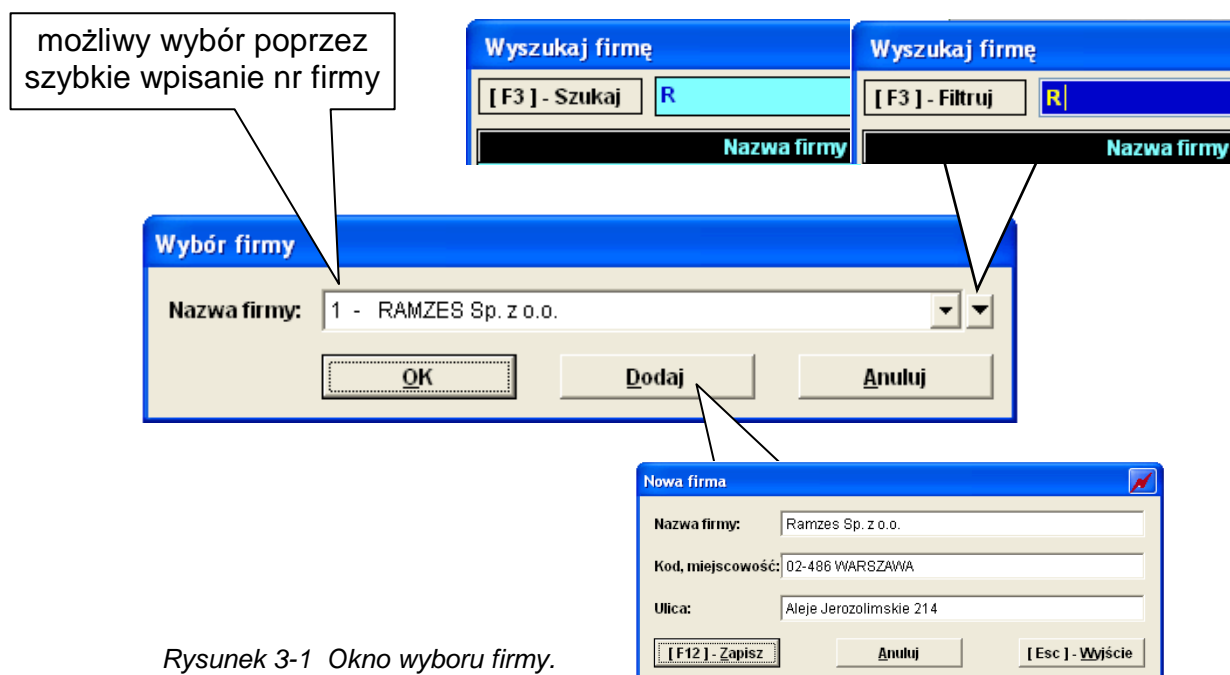 możliwy wybór poprzez
szybkie wpisanie nr firmy
Wyszukaj firmę
[ F3 ] - Szukaj R
Nazwa firmy
Wyszukaj firmę
[ F3 ] - Filtruj R
Nazwa firmy
Wybór firmy
Nazwa firmy: 1 - RAMZES Sp. z o.o.
OK Dodaj Anuluj
Nowa firma
Nazwa firmy: Ramzes Sp. z o.o.
Kod, miejscowość: 02-486 WARSZAWA
Ulica: Aleje Jerozolimskie 214
[ F12 ] - Zapisz Anuluj [ Esc ] - Wyjście
Rysunek 3-1 Okno wyboru firmy.